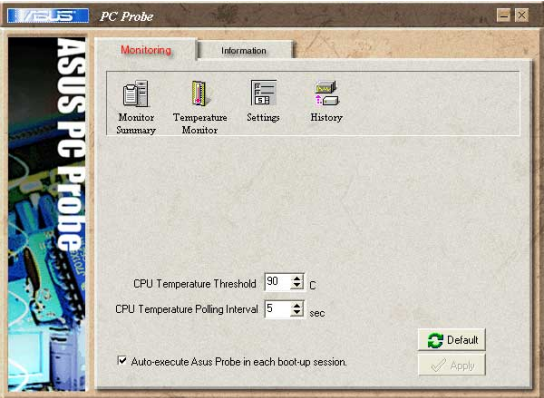 ASUS
PC Probe
ASUS PC Probe
Monitoring
Information
Monitor Summary
Temperature Monitor
Settings
History
CPU Temperature Threshold 90 C
CPU Temperature Polling Interval 5 sec
Default
Auto-execute Asus Probe in each boot-up session.
Apply